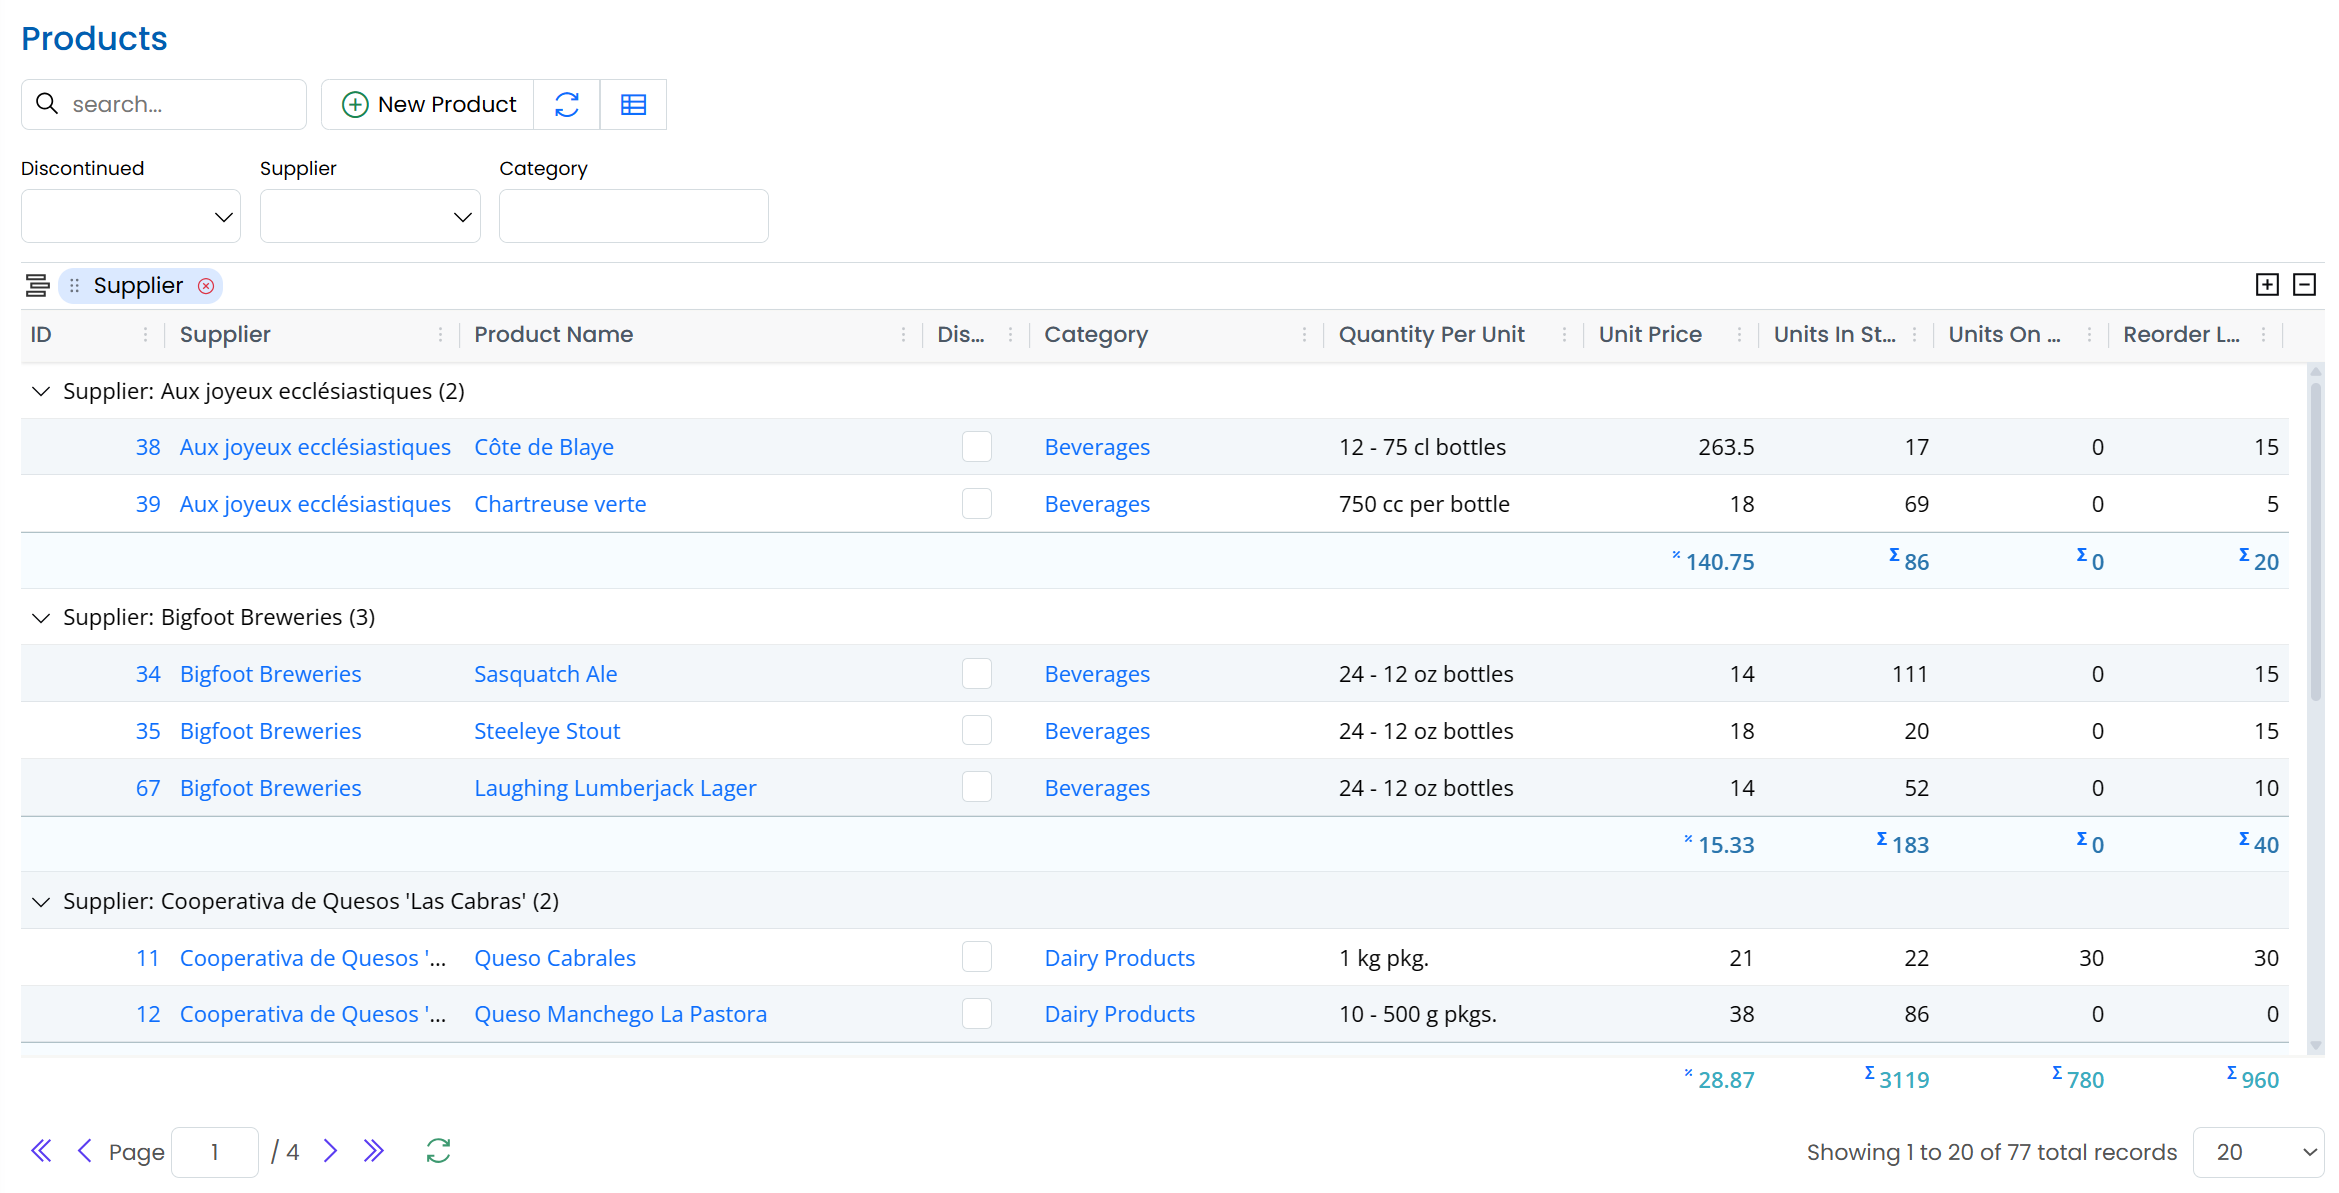 Products
search...
New Product
Discontinued Supplier Category
Supplier
ID Supplier Product Name Dis... Category Quantity Per Unit Unit Price Units In St... Units On ... Reorder L...
Supplier: Aux joyeux ecclésiastiques (2)
38 Aux joyeux ecclésiastiques Côte de Blaye Beverages 12 - 75 cl bottles 263.5 17 0 15
39 Aux joyeux ecclésiastiques Chartreuse verte Beverages 750 cc per bottle 18 69 0 5
% 140.75 Σ 86 Σ 0 Σ 20
Supplier: Bigfoot Breweries (3)
34 Bigfoot Breweries Sasquatch Ale Beverages 24 - 12 oz bottles 14 111 0 15
35 Bigfoot Breweries Steeleye Stout Beverages 24 - 12 oz bottles 18 20 0 15
67 Bigfoot Breweries Laughing Lumberjack Lager Beverages 24 - 12 oz bottles 14 52 0 10
% 15.33 Σ 183 Σ 0 Σ 40
Supplier: Cooperativa de Quesos 'Las Cabras' (2)
11 Cooperativa de Quesos '... Queso Cabrales Dairy Products 1 kg pkg. 21 22 30 30
12 Cooperativa de Quesos '... Queso Manchego La Pastora Dairy Products 10 - 500 g pkgs. 38 86 0 0
% 28.87 Σ 3119 Σ 780 Σ 960
Page 1 / 4 Showing 1 to 20 of 77 total records 20